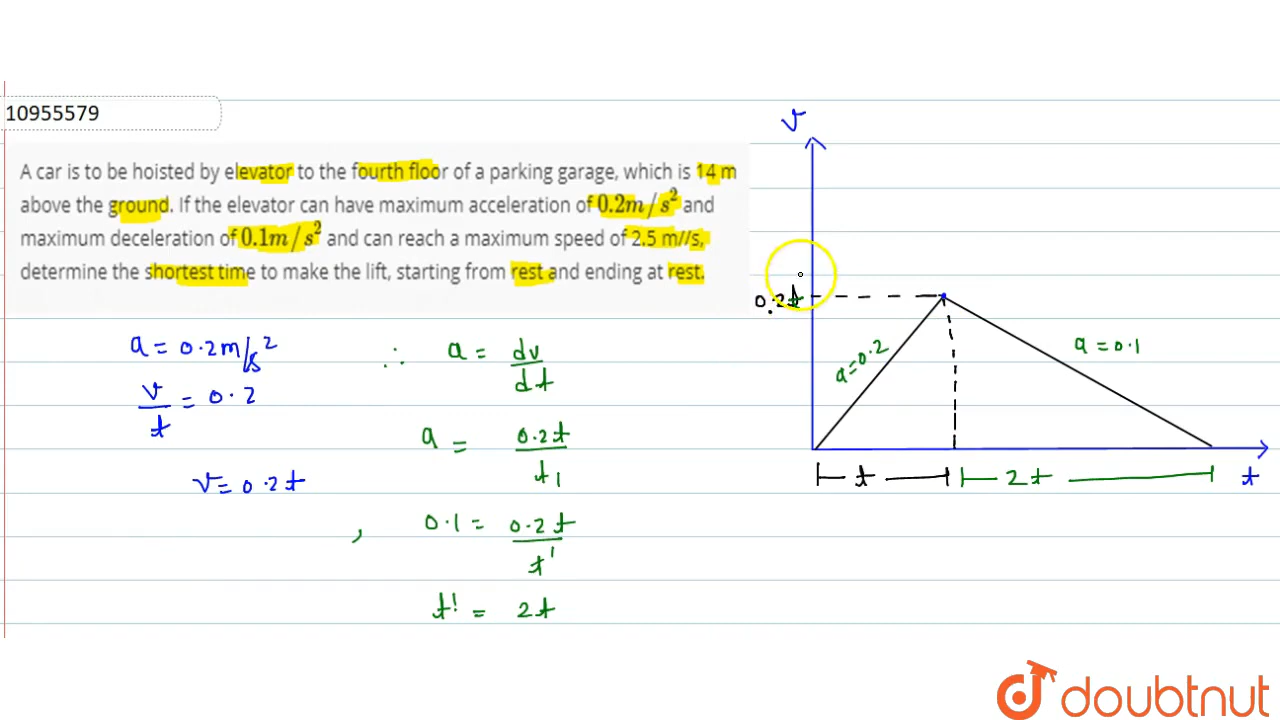 10955579
A car is to be hoisted by elevator to the fourth floor of a parking garage, which is 14 m
above the ground. If the elevator can have maximum acceleration of 0.2m/s² and
maximum deceleration of 0.1m/s² and can reach a maximum speed of 2.5 m//s,
determine the shortest time to make the lift, starting from rest and ending at rest.
a = 0.2 m/s²
v/t = 0.2
v = 0.2t
∴ a = dv/dt
a = 0.2t/t₁
, 0.1 = 0.2t/t'
t' = 2t
v
0.2t
a=0.2
a=0.1
t
2t
t
doubtnut